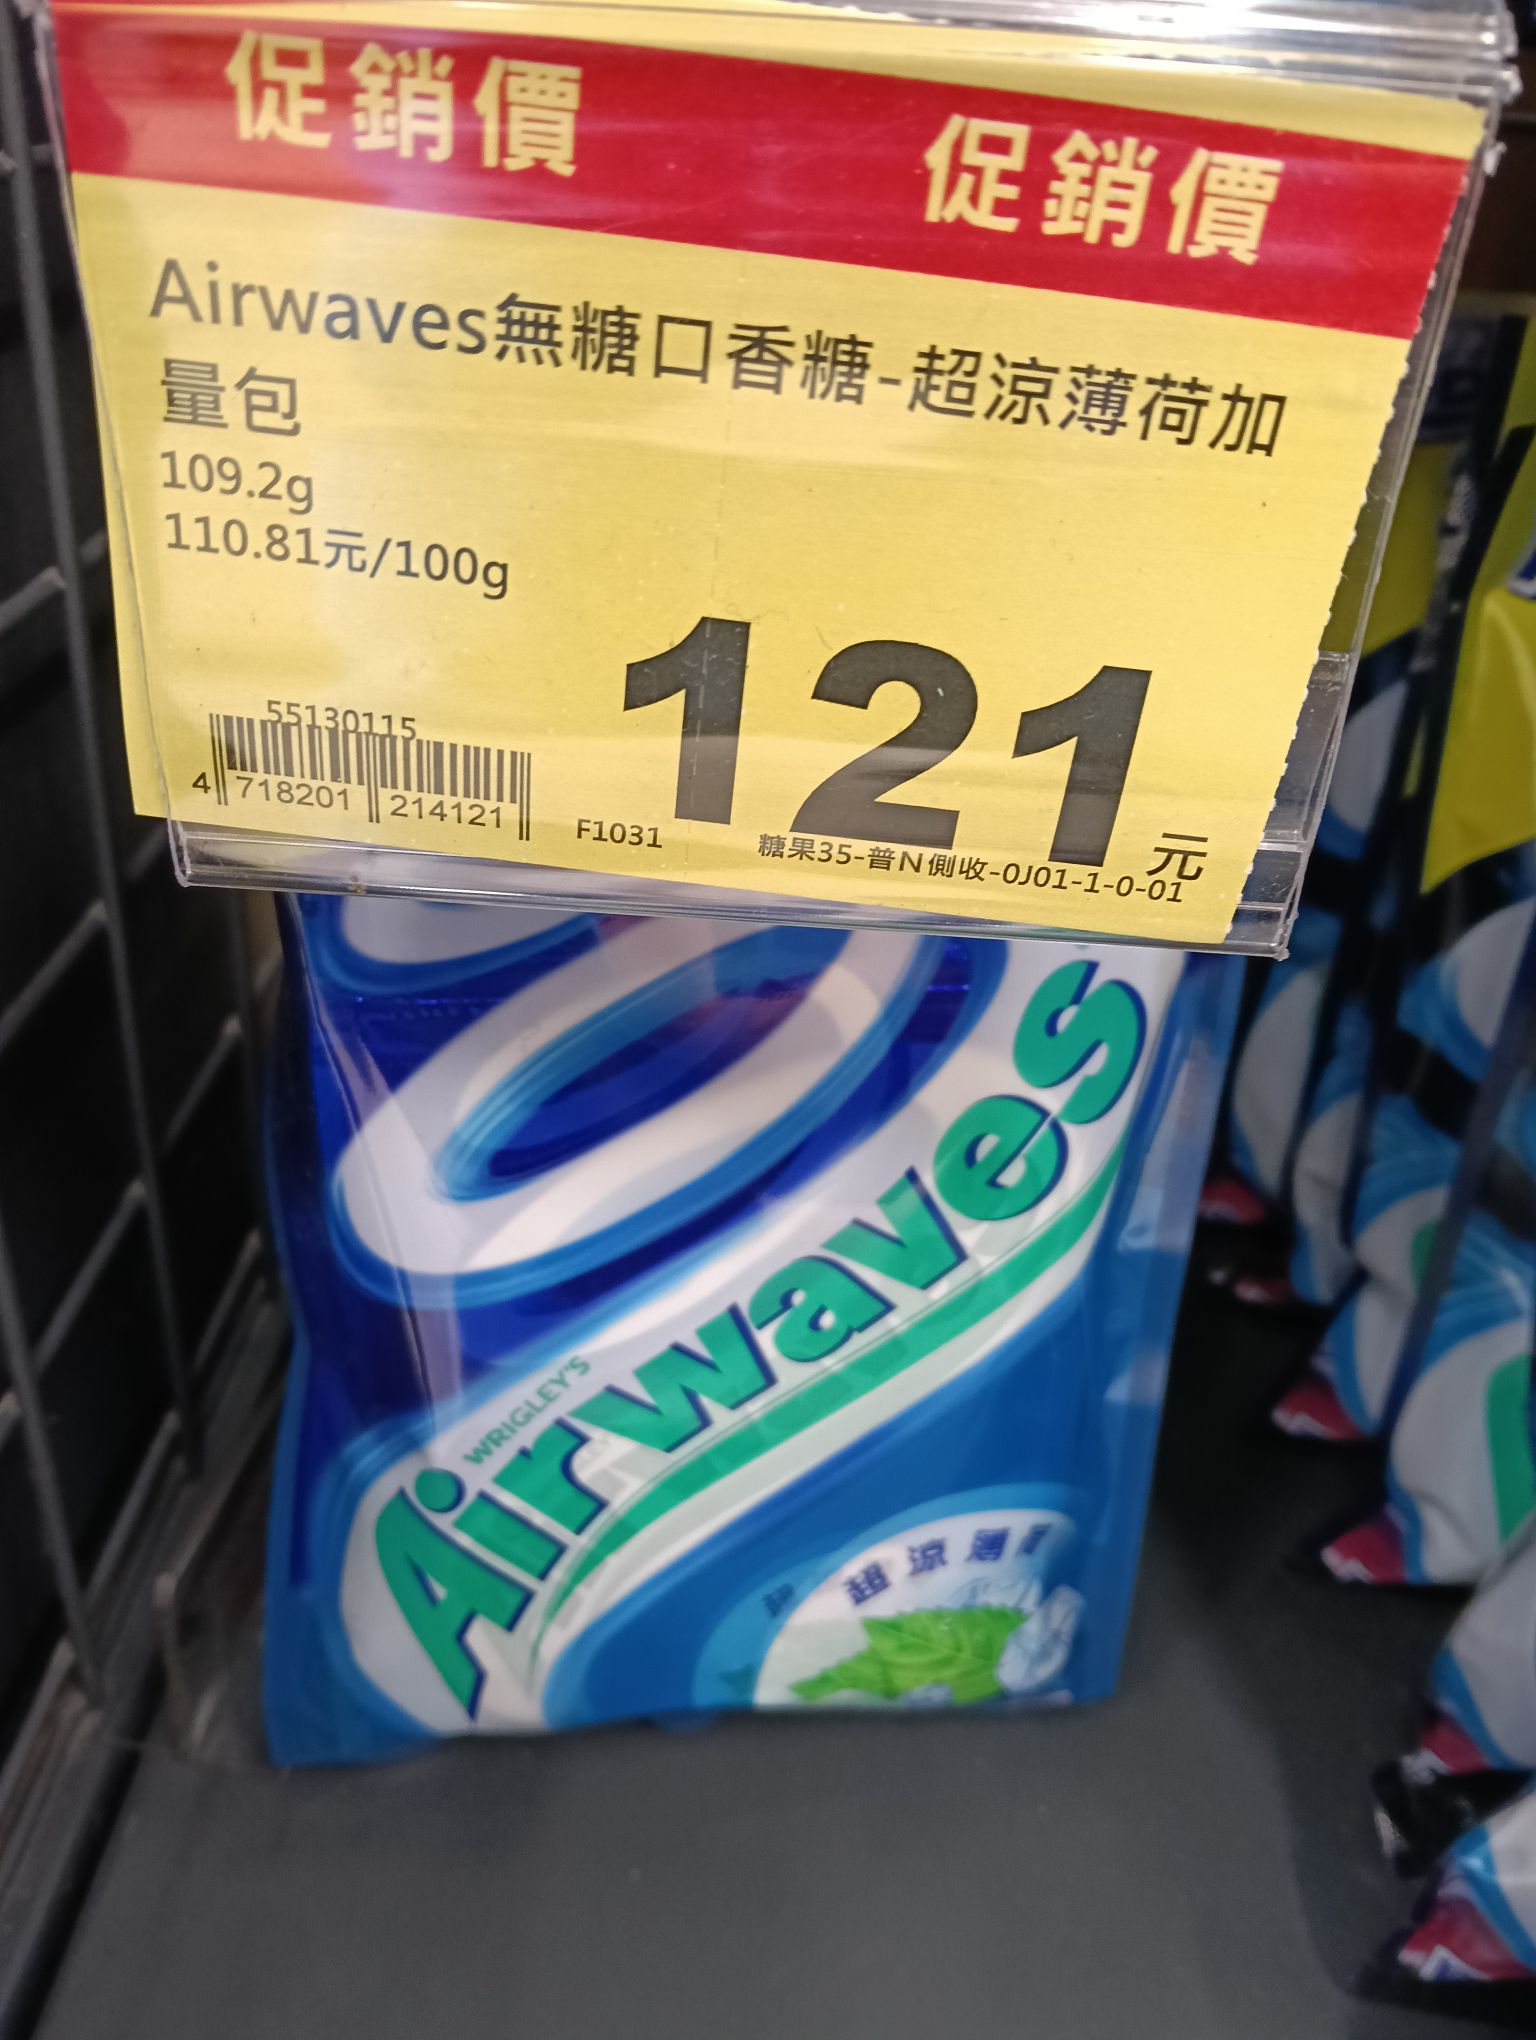 促銷價 促銷價
Airwaves無糖口香糖-超涼薄荷加
量包
109.2g
110.81元/100g
121元
55130115
4 718201 214121
F1031
糖果35-普N側收-0J01-1-0-01
WRIGLEY'S
Airwaves
超涼薄荷